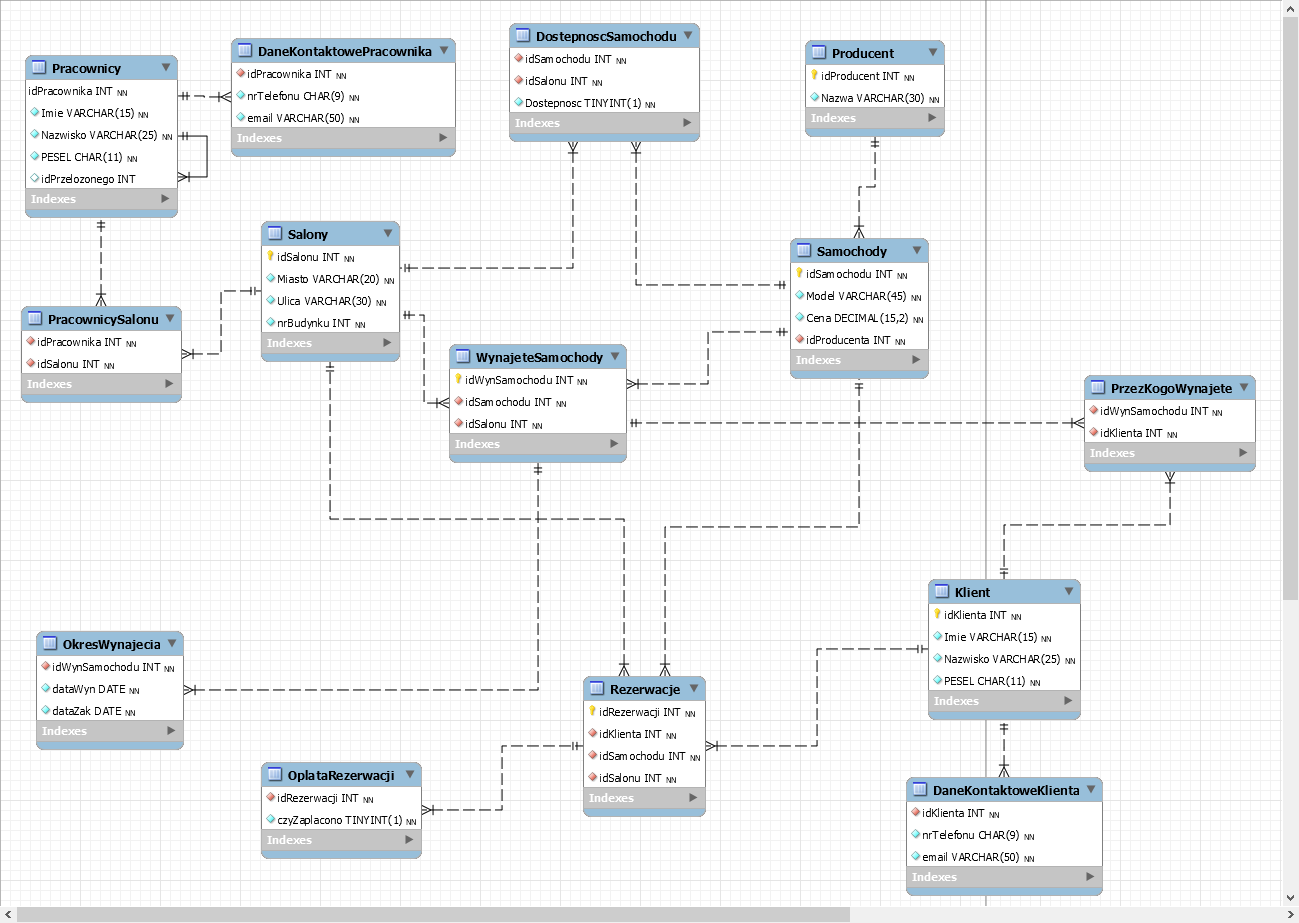 Pracownicy
idPracownika INT NN
Imie VARCHAR(15) NN
Nazwisko VARCHAR(25) NN
PESEL CHAR(11) NN
idPrzelozonego INT
Indexes
DaneKontaktowePracownika
idPracownika INT NN
nrTelefonu CHAR(9) NN
email VARCHAR(50) NN
Indexes
DostepnoscSamochodu
idSamochodu INT NN
idSalonu INT NN
Dostepnosc TINYINT(1) NN
Indexes
Producent
idProducent INT NN
Nazwa VARCHAR(30) NN
Indexes
Salony
idSalonu INT NN
Miasto VARCHAR(20) NN
Ulica VARCHAR(30) NN
nrBudynku INT NN
Indexes
Samochody
idSamochodu INT NN
Model VARCHAR(45) NN
Cena DECIMAL(15,2) NN
idProducenta INT NN
Indexes
PracownicySalonu
idPracownika INT NN
idSalonu INT NN
Indexes
WynajeteSamochody
idWynSamochodu INT NN
idSamochodu INT NN
idSalonu INT NN
Indexes
PrzezKogoWynajete
idWynSamochodu INT NN
idKlienta INT NN
Indexes
Klient
idKlienta INT NN
Imie VARCHAR(15) NN
Nazwisko VARCHAR(25) NN
PESEL CHAR(11) NN
Indexes
OkresWynajecia
idWynSamochodu INT NN
dataWyn DATE NN
dataZak DATE NN
Indexes
Rezerwacje
idRezerwacji INT NN
idKlienta INT NN
idSamochodu INT NN
idSalonu INT NN
Indexes
OplataRezerwacji
idRezerwacji INT NN
czyZaplacono TINYINT(1) NN
Indexes
DaneKontaktoweKlienta
idKlienta INT NN
nrTelefonu CHAR(9) NN
email VARCHAR(50) NN
Indexes